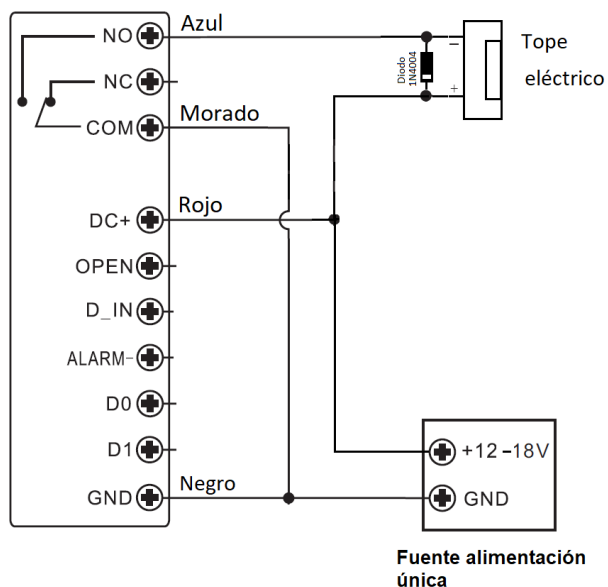 NO
Azul
NC
COM
Morado
DC+
Rojo
OPEN
D_IN
ALARM-
D0
D1
GND
Negro
Diodo
1N4004
−
+
Tope
eléctrico
+12-18V
GND
Fuente alimentación
única